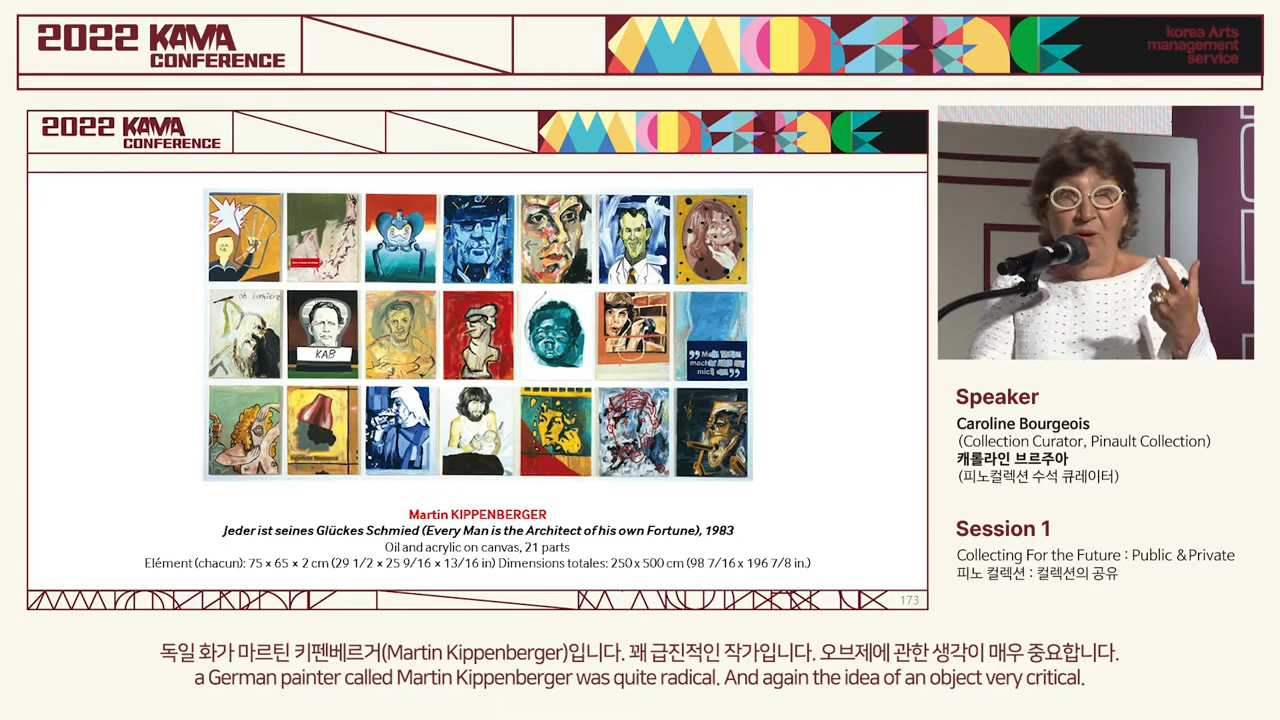 2022 KAMA
CONFERENCE
korea Arts
management
service
2022 KAMA
CONFERENCE
oh lumière
KAB
Martin KIPPENBERGER
Jeder ist seines Glückes Schmied (Every Man is the Architect of his own Fortune), 1983
Oil and acrylic on canvas, 21 parts
Elément (chacun): 75 × 65 × 2 cm (29 1/2 × 25 9/16 × 13/16 in) Dimensions totales: 250 x 500 cm (98 7/16 x 196 7/8 in.)
173
Speaker
Caroline Bourgeois
(Collection Curator, Pinault Collection)
캐롤라인 브르주아
(피노컬렉션 수석 큐레이터)
Session 1
Collecting For the Future : Public & Private
피노 컬렉션 : 컬렉션의 공유
독일 화가 마르틴 키펜베르거(Martin Kippenberger)입니다. 꽤 급진적인 작가입니다. 오브제에 관한 생각이 매우 중요합니다.
a German painter called Martin Kippenberger was quite radical. And again the idea of an object very critical.